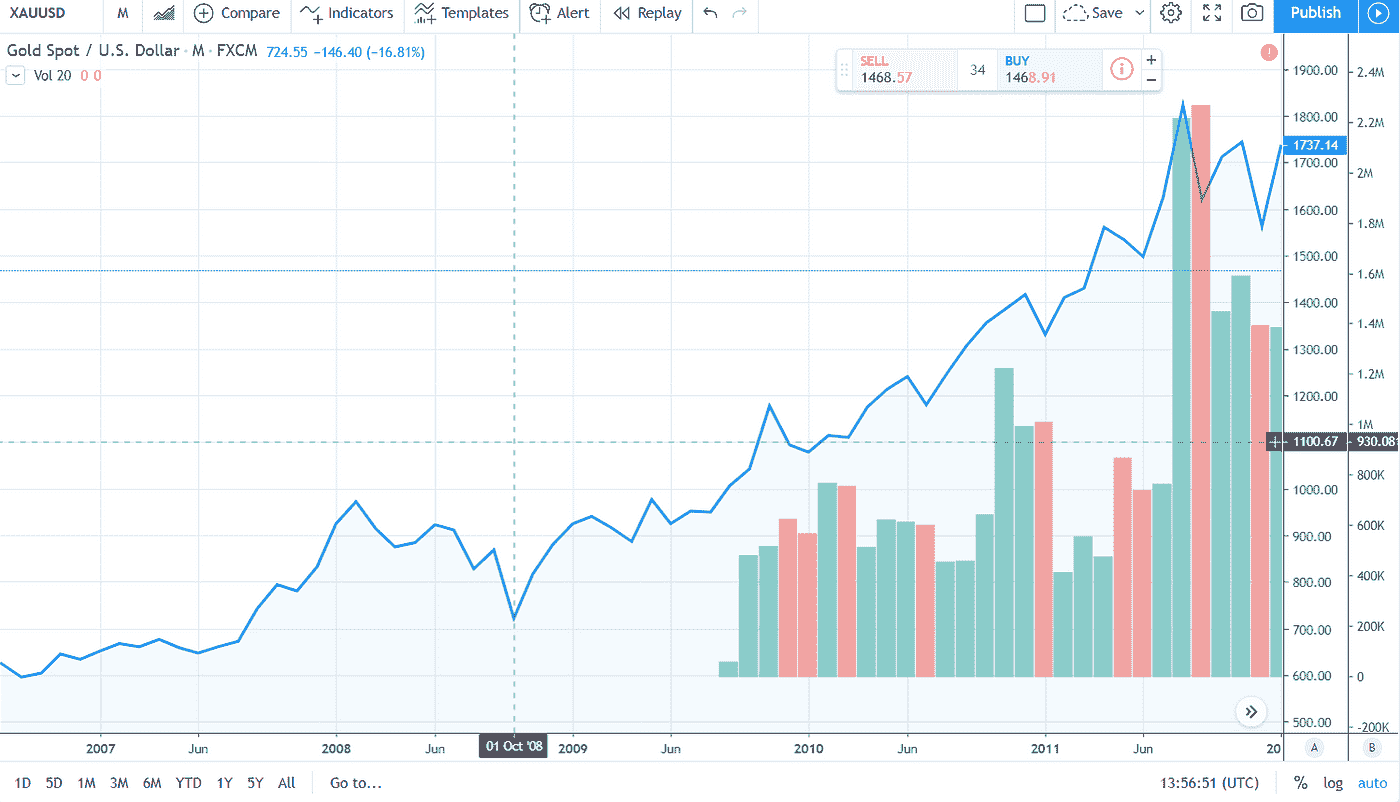 XAUUSD M Compare Indicators Templates Alert Replay Save Publish
Gold Spot / U.S. Dollar · M · FXCM 724.55 −146.40 (−16.81%)
Vol 20 0 0
SELL
1468.57
34
BUY
1468.91
1900.00
1800.00
1737.14
1700.00
1600.00
1500.00
1400.00
1300.00
1200.00
1100.67
1000.00
900.00
800.00
700.00
600.00
500.00
2.4M
2.2M
2M
1.8M
1.6M
1.4M
1.2M
1M
930.081
800K
600K
400K
200K
0
-200K
2007 Jun 2008 Jun 01 Oct '08 2009 Jun 2010 Jun 2011 Jun 20 A B
1D 5D 1M 3M 6M YTD 1Y 5Y All Go to... 13:56:51 (UTC) % log auto